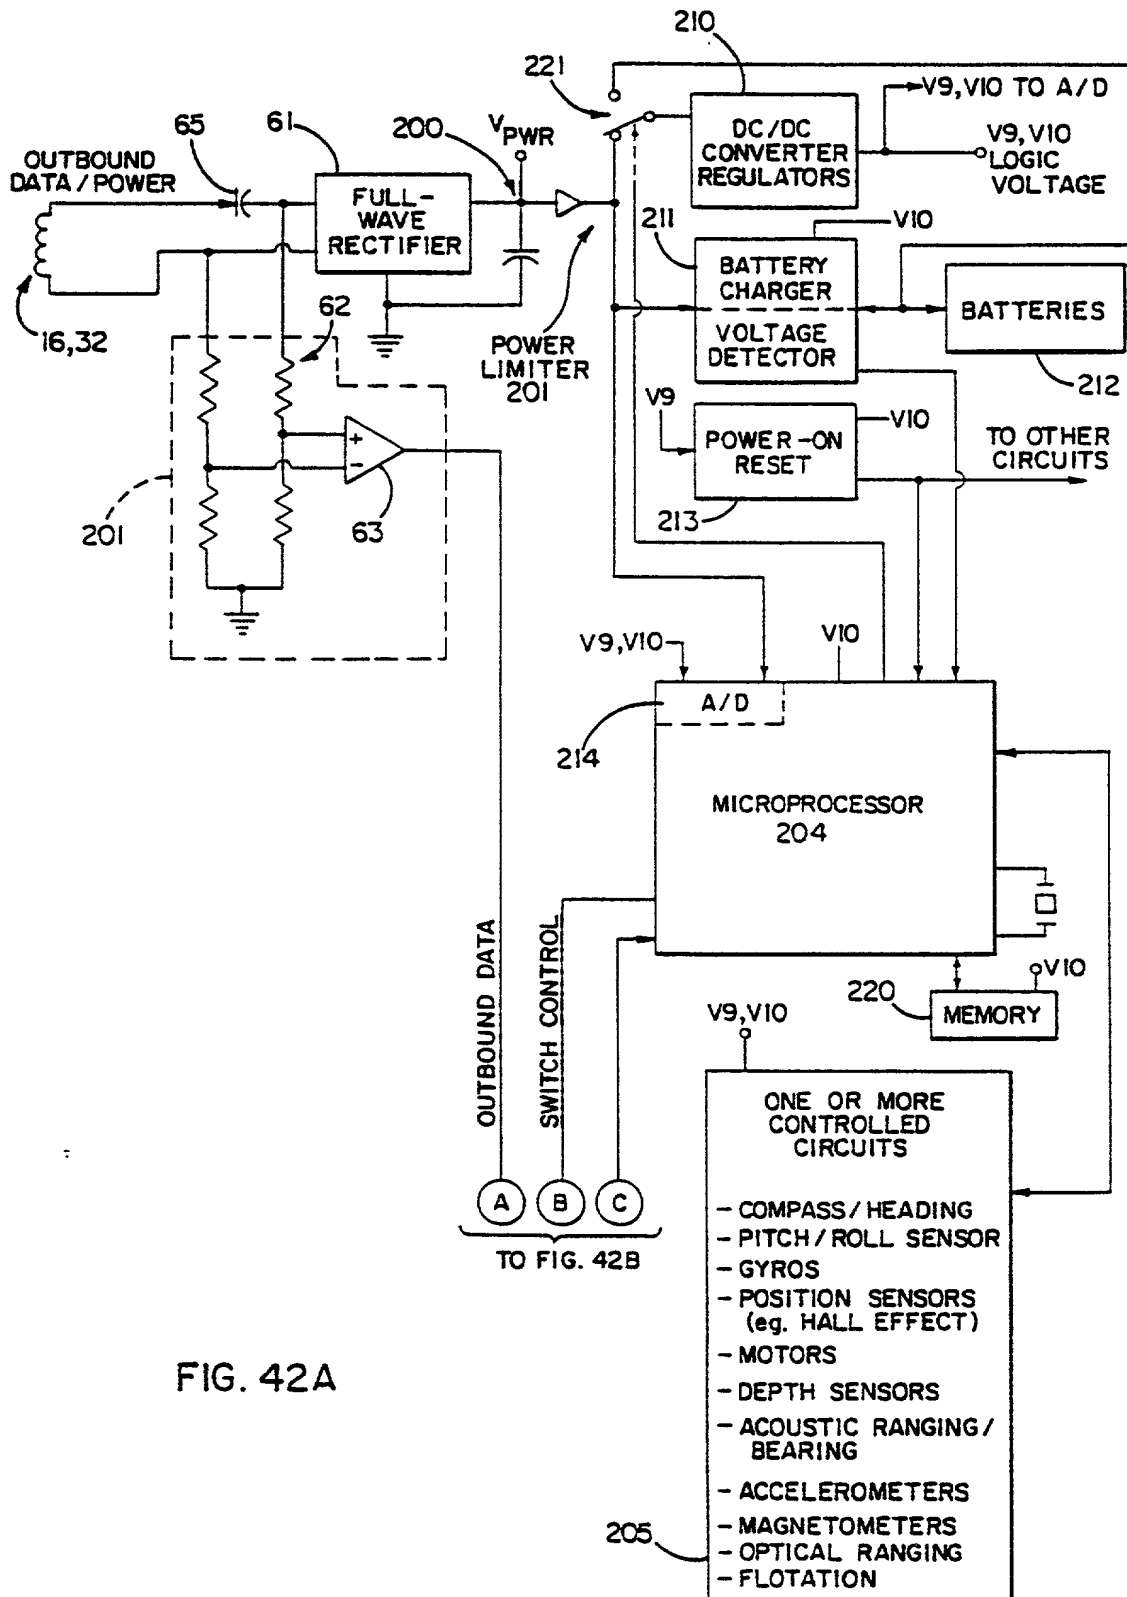 210
221
V9,V10 TO A/D
65
61
200
V PWR
OUTBOUND
DATA/POWER
FULL-
WAVE
RECTIFIER
DC/DC
CONVERTER
REGULATORS
V9,V10
LOGIC
VOLTAGE
211
V10
BATTERY
CHARGER
VOLTAGE
DETECTOR
BATTERIES
212
16,32
62
POWER
LIMITER
201
V9
V10
POWER-ON
RESET
213
TO OTHER
CIRCUITS
+
-
63
201
V9,V10
V10
A/D
214
MICROPROCESSOR
204
OUTBOUND DATA
SWITCH CONTROL
220
V10
MEMORY
V9,V10
A
B
C
TO FIG. 42B
ONE OR MORE
CONTROLLED
CIRCUITS
- COMPASS/HEADING
- PITCH/ROLL SENSOR
- GYROS
- POSITION SENSORS
(eg. HALL EFFECT)
- MOTORS
- DEPTH SENSORS
- ACOUSTIC RANGING/
BEARING
- ACCELEROMETERS
- MAGNETOMETERS
- OPTICAL RANGING
- FLOTATION
205
FIG. 42A